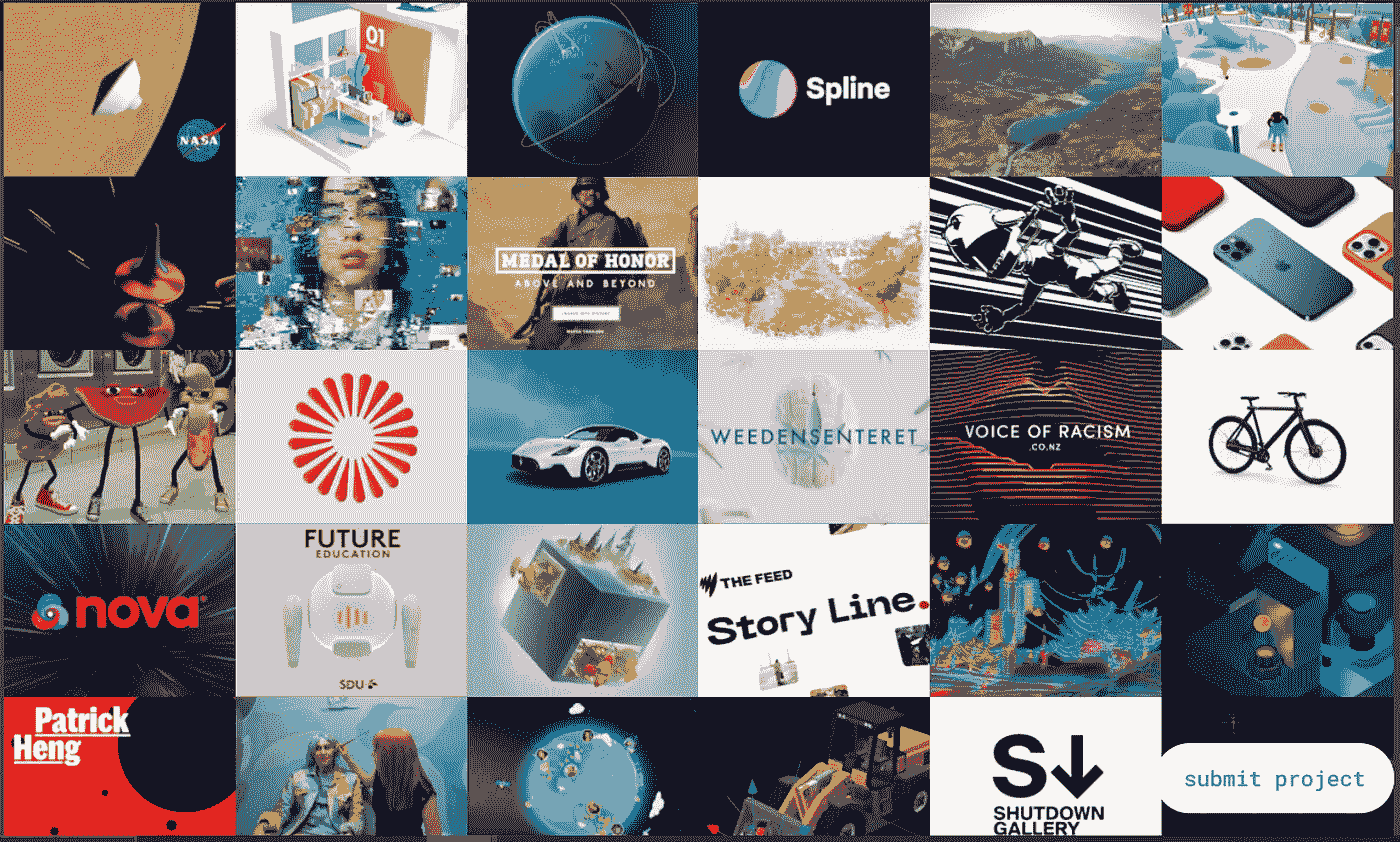 NASA
01
Spline
MEDAL OF HONOR
ABOVE AND BEYOND
WEEDENSENTERET
VOICE OF RACISM
.CO.NZ
nova
FUTURE
EDUCATION
SDU
THE FEED
Story Line.
Patrick
Heng
S
SHUTDOWN
GALLERY
submit project